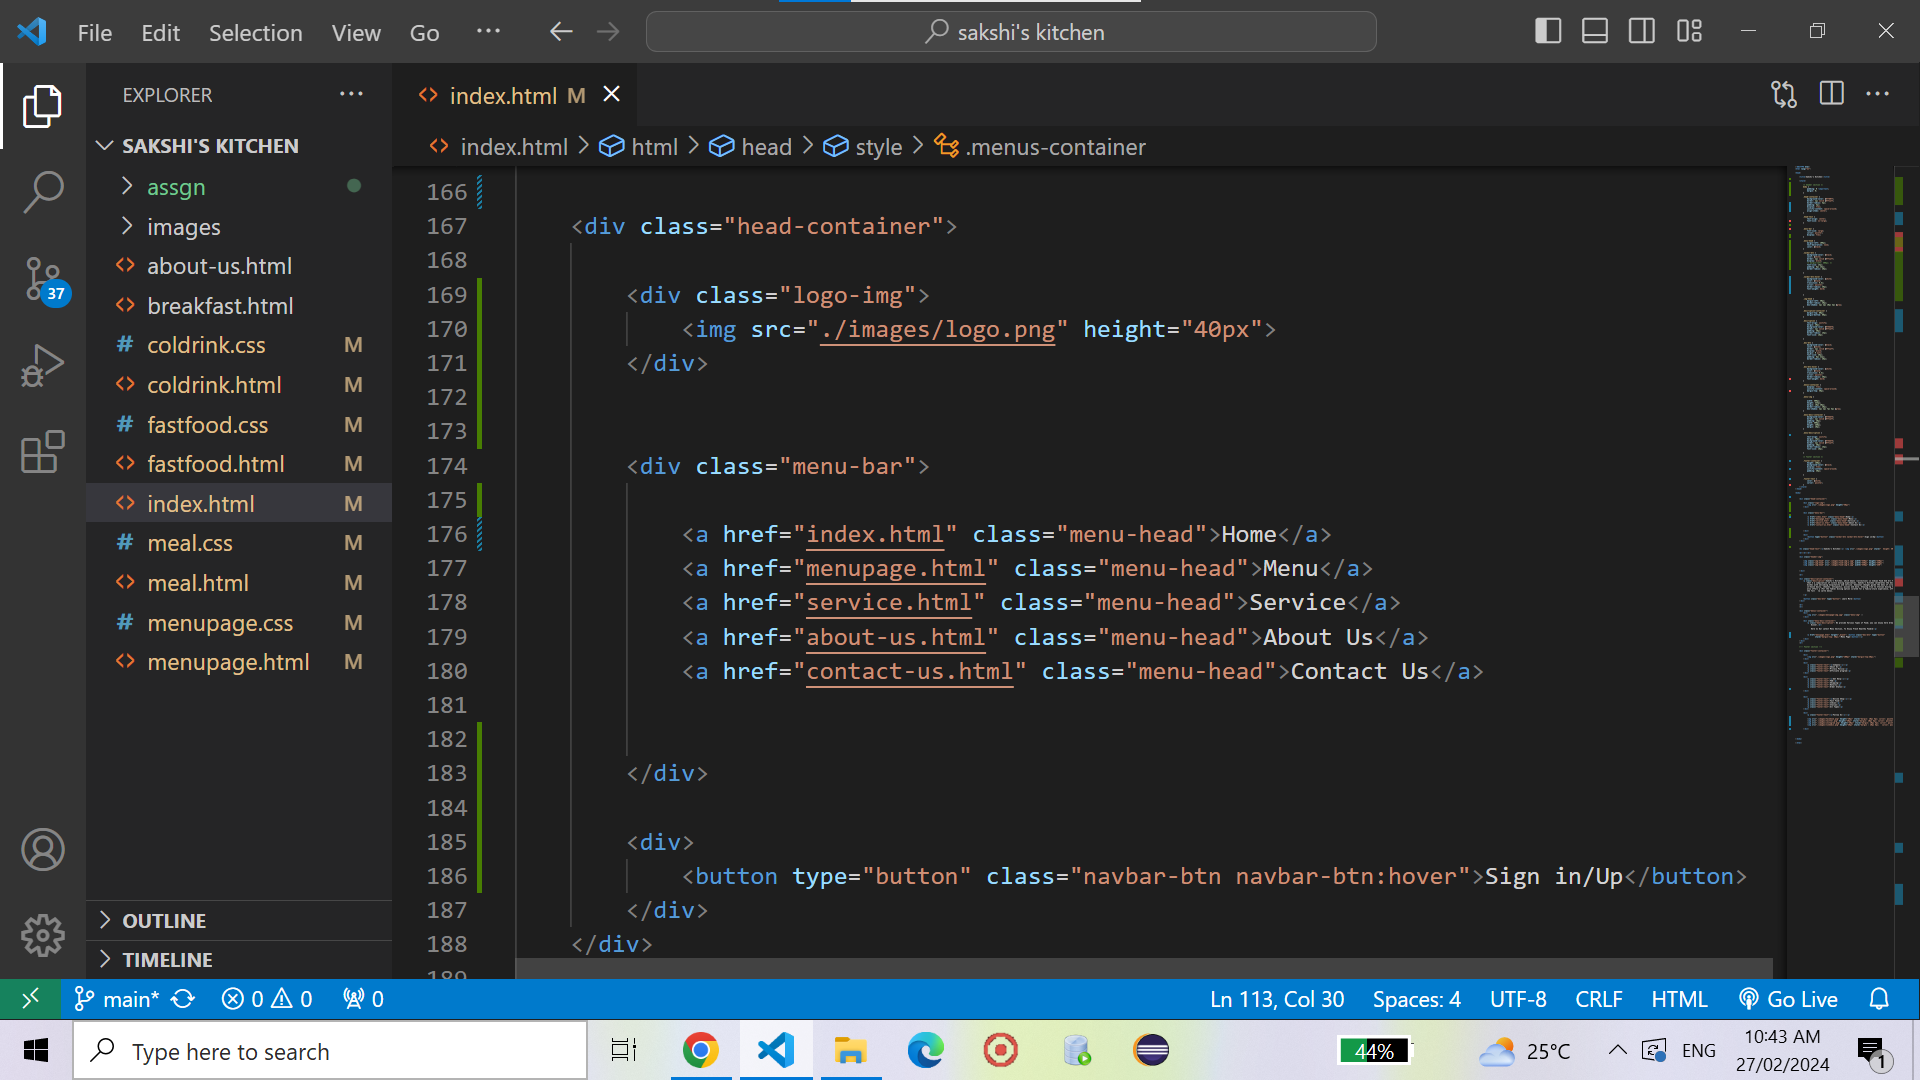 File Edit Selection View Go ··· sakshi's kitchen
EXPLORER ···
SAKSHI'S KITCHEN
assgn
images
about-us.html
breakfast.html
coldrink.css M
coldrink.html M
fastfood.css M
fastfood.html M
index.html M
meal.css M
meal.html M
menupage.css M
menupage.html M
OUTLINE
TIMELINE
37
index.html M
index.html > html > head > style > .menus-container
166
167 <div class="head-container">
168
169 <div class="logo-img">
170 <img src="./images/logo.png" height="40px">
171 </div>
172
173
174 <div class="menu-bar">
175
176 <a href="index.html" class="menu-head">Home</a>
177 <a href="menupage.html" class="menu-head">Menu</a>
178 <a href="service.html" class="menu-head">Service</a>
179 <a href="about-us.html" class="menu-head">About Us</a>
180 <a href="contact-us.html" class="menu-head">Contact Us</a>
181
182
183 </div>
184
185 <div>
186 <button type="button" class="navbar-btn navbar-btn:hover">Sign in/Up</button>
187 </div>
188 </div>
189
main* 0 0 0 Ln 113, Col 30 Spaces: 4 UTF-8 CRLF HTML Go Live
Type here to search 44% 25°C ENG 10:43 AM
27/02/2024 1